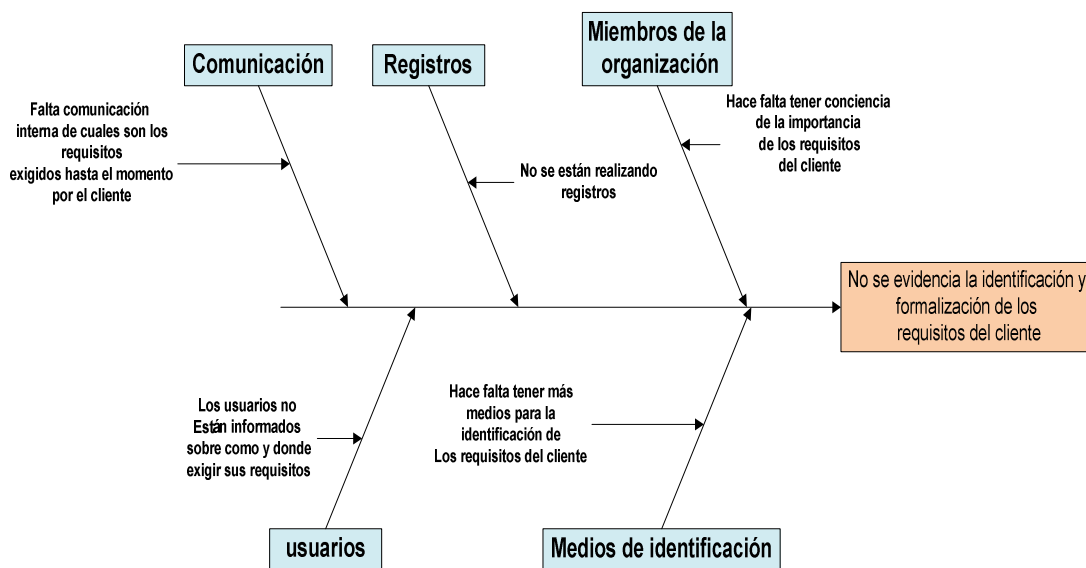 Comunicación
Registros
Miembros de la
organización
Falta comunicación
interna de cuales son los
requisitos
exigidos hasta el momento
por el cliente
No se están realizando
registros
Hace falta tener conciencia
de la importancia
de los requisitos
del cliente
No se evidencia la identificación y
formalización de los
requisitos del cliente
Los usuarios no
Están informados
sobre como y donde
exigir sus requisitos
Hace falta tener más
medios para la
identificación de
Los requisitos del cliente
usuarios
Medios de identificación